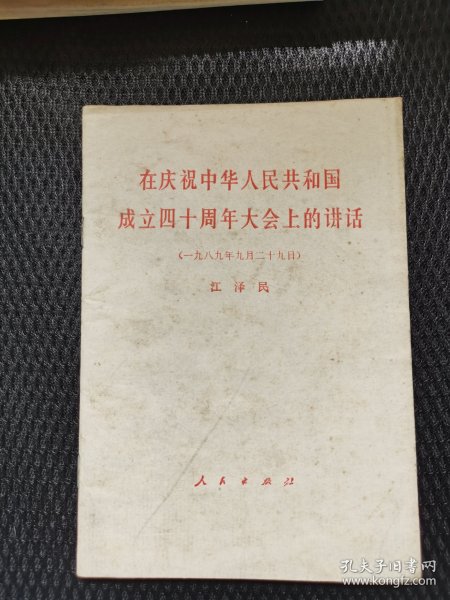 在庆祝中华人民共和国
成立四十周年大会上的讲话
(一九八九年九月二十九日)
江泽民
人民出版社
孔夫子旧书网
www.kongfz.com